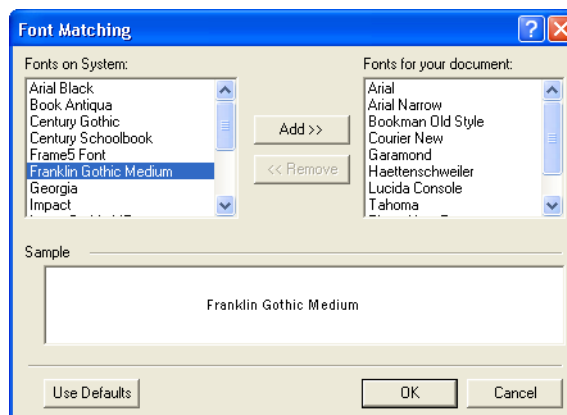 Font Matching
Fonts on System:
Fonts for your document:
Arial Black
Book Antiqua
Century Gothic
Century Schoolbook
Frame5 Font
Franklin Gothic Medium
Georgia
Impact
Add >>
<< Remove
Arial
Arial Narrow
Bookman Old Style
Courier New
Garamond
Haettenschweiler
Lucida Console
Tahoma
Sample
Franklin Gothic Medium
Use Defaults
OK
Cancel